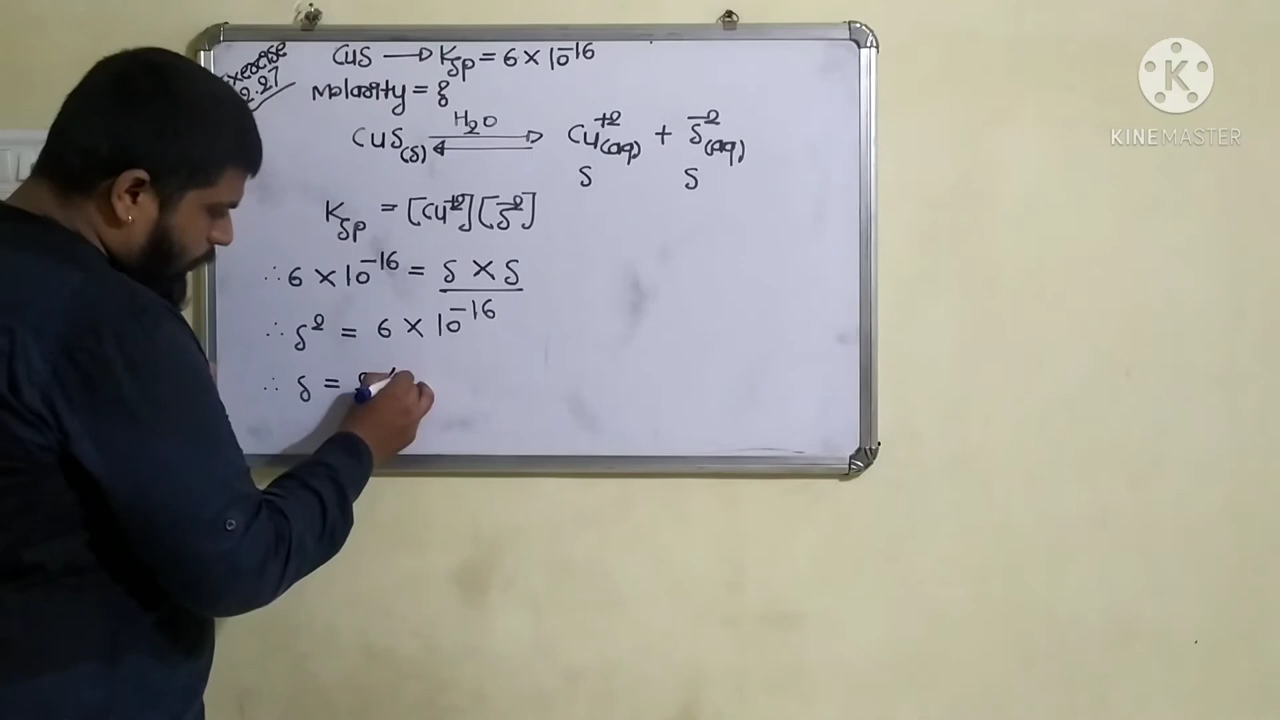 Exercise
2.27
CuS → Ksp = 6 × 10⁻¹⁶
Molarity = ?
CuS(s) ⇌ H₂O Cu⁺²(aq) + S⁻²(aq)
S S
Ksp = [Cu⁺²][S⁻²]
∴ 6 × 10⁻¹⁶ = S × S
∴ S² = 6 × 10⁻¹⁶
∴ S =
K
KINEMASTER